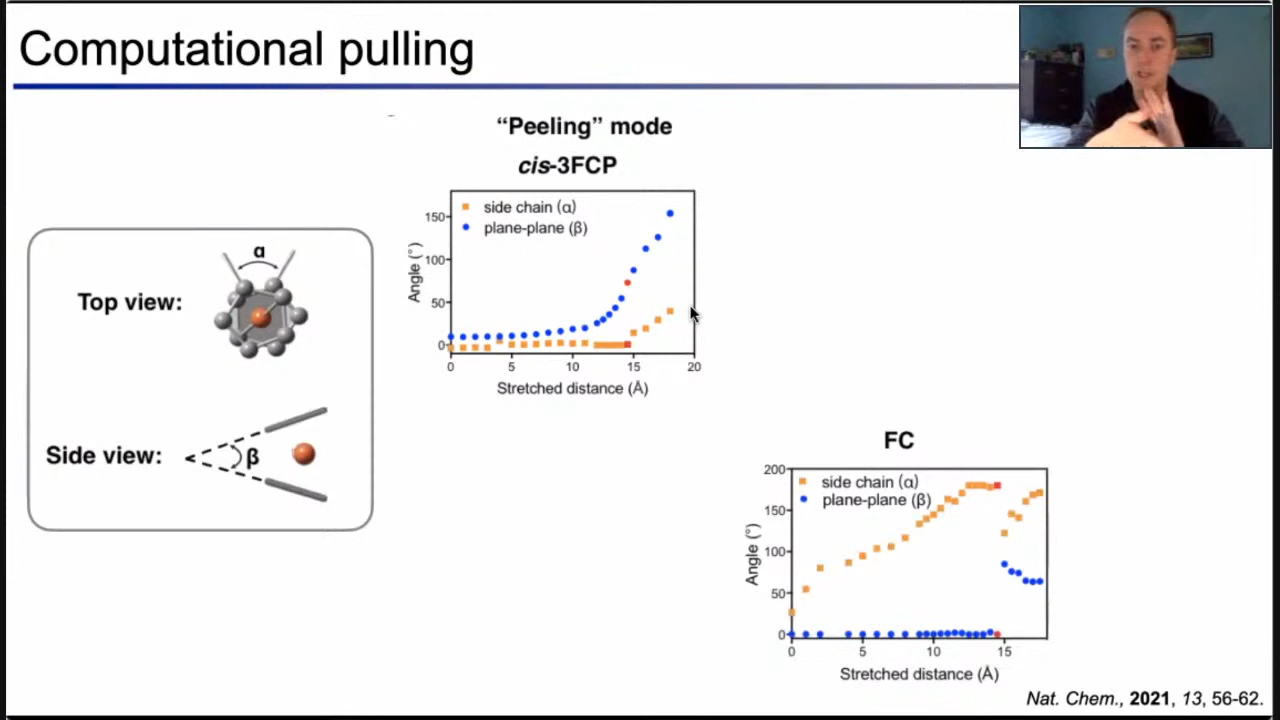 Computational pulling
“Peeling” mode
cis-3FCP
side chain (α)
plane-plane (β)
150
100
50
0
Angle (°)
0 5 10 15 20
Stretched distance (Å)
α
Top view:
Side view:
β
FC
side chain (α)
plane-plane (β)
200
150
100
50
0
Angle (°)
0 5 10 15
Stretched distance (Å)
Nat. Chem., 2021, 13, 56-62.